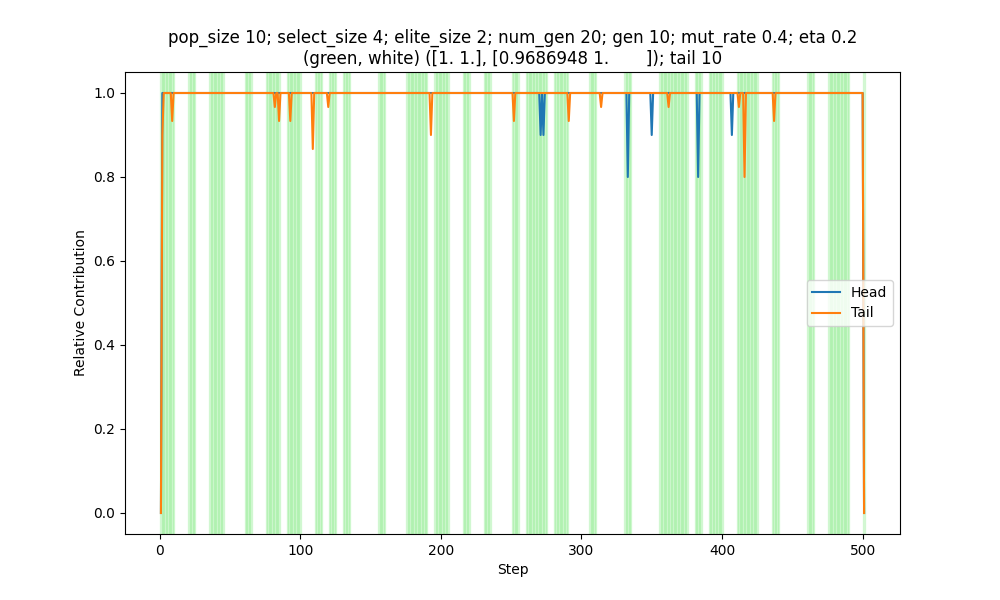 pop_size 10; select_size 4; elite_size 2; num_gen 20; gen 10; mut_rate 0.4; eta 0.2
(green, white) ([1. 1.], [0.9686948 1.        ]); tail 10
1.0
0.8
0.6
0.4
0.2
0.0
Relative Contribution
Head
Tail
0
100
200
300
400
500
Step